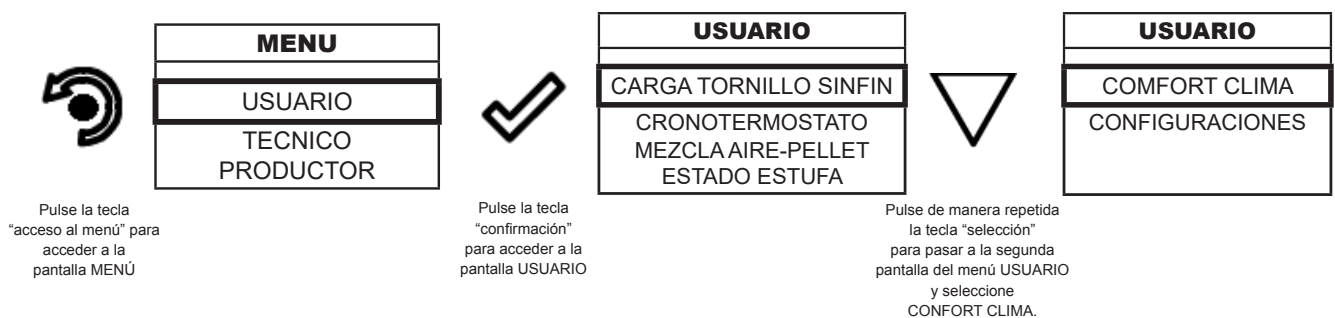 MENU
USUARIO
TECNICO
PRODUCTOR
Pulse la tecla
“acceso al menú” para
acceder a la
pantalla MENÚ
USUARIO
CARGA TORNILLO SINFIN
CRONOTERMOSTATO
MEZCLA AIRE-PELLET
ESTADO ESTUFA
Pulse la tecla
“confirmación”
para acceder a la
pantalla USUARIO
USUARIO
COMFORT CLIMA
CONFIGURACIONES
Pulse de manera repetida
la tecla “selección”
para pasar a la segunda
pantalla del menú USUARIO
y seleccione
CONFORT CLIMA.